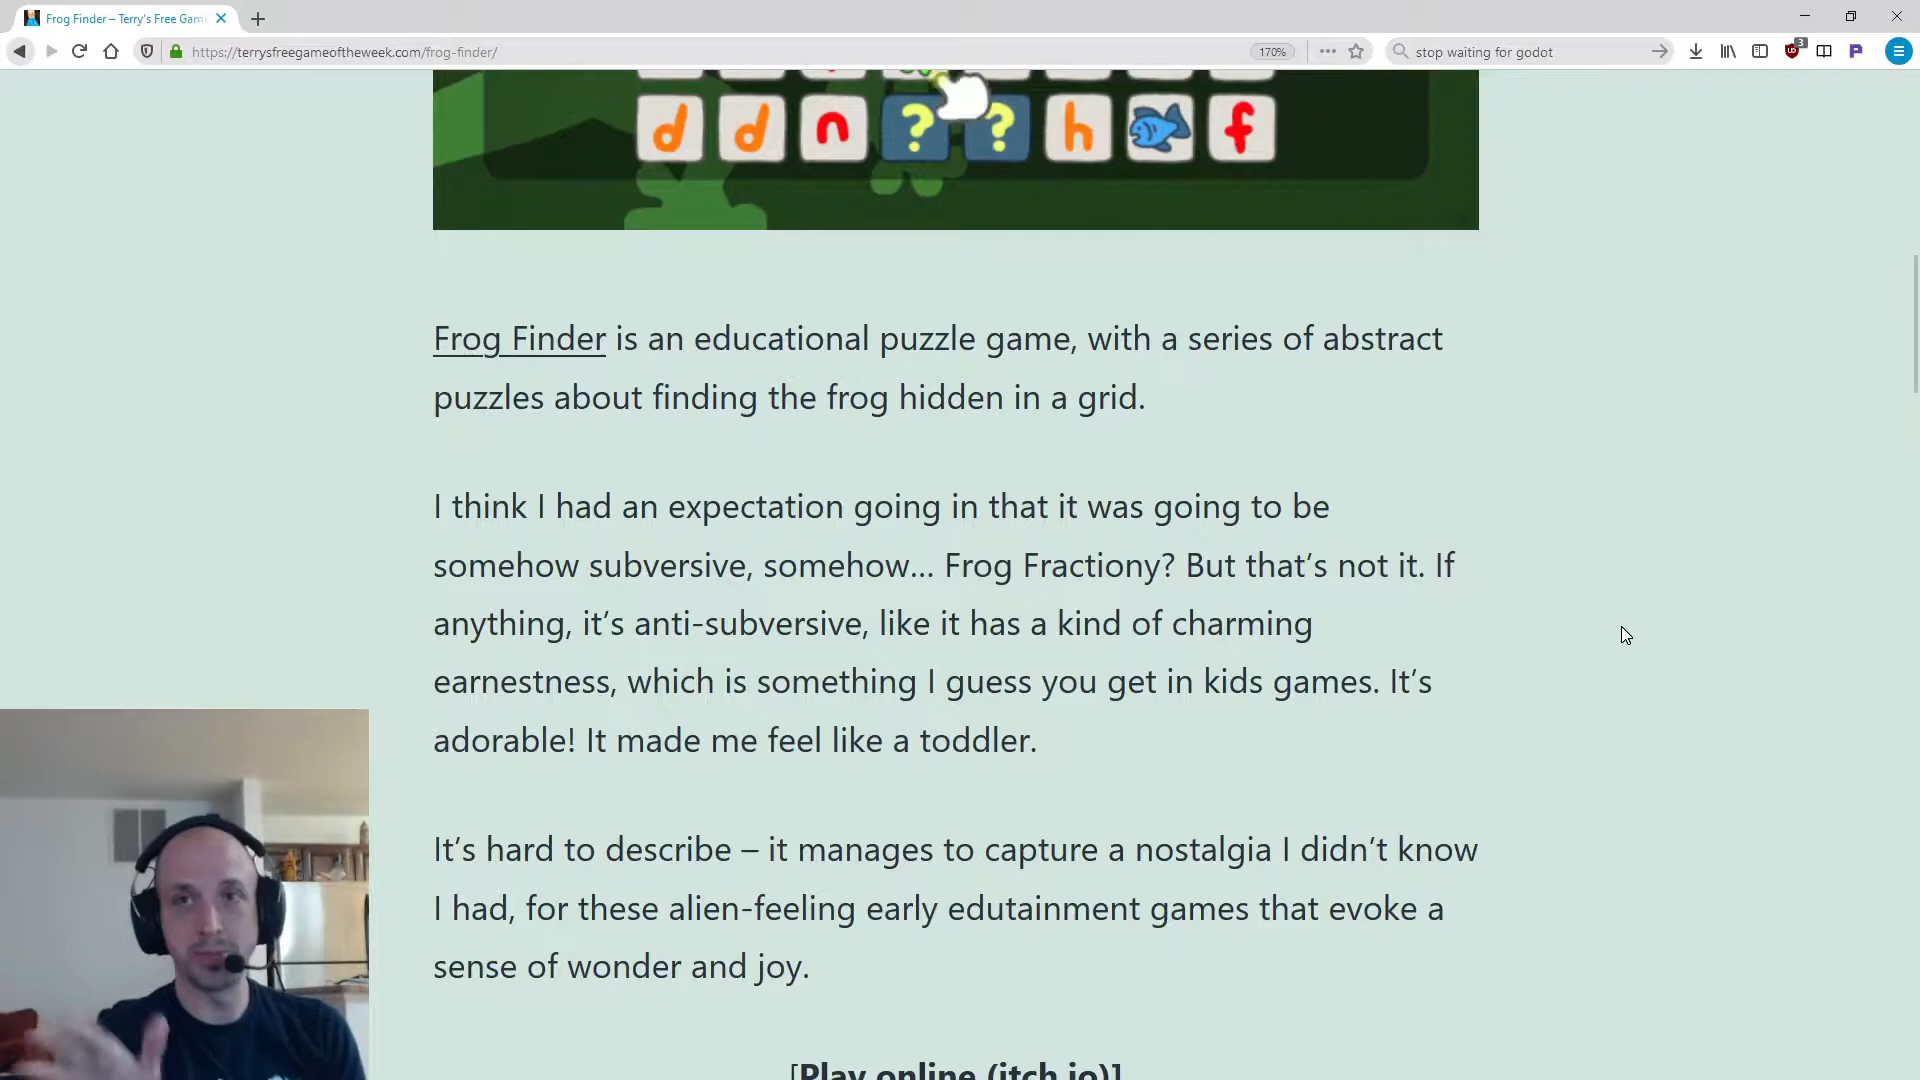 Frog Finder – Terry's Free Gam
https://terrysfreegameoftheweek.com/frog-finder/
170%
stop waiting for godot
3
d d n ? ? h f
Frog Finder is an educational puzzle game, with a series of abstract
puzzles about finding the frog hidden in a grid.
I think I had an expectation going in that it was going to be
somehow subversive, somehow… Frog Fractiony? But that’s not it. If
anything, it’s anti-subversive, like it has a kind of charming
earnestness, which is something I guess you get in kids games. It’s
adorable! It made me feel like a toddler.
It’s hard to describe – it manages to capture a nostalgia I didn’t know
I had, for these alien-feeling early edutainment games that evoke a
sense of wonder and joy.
[Play online (itch.io)]